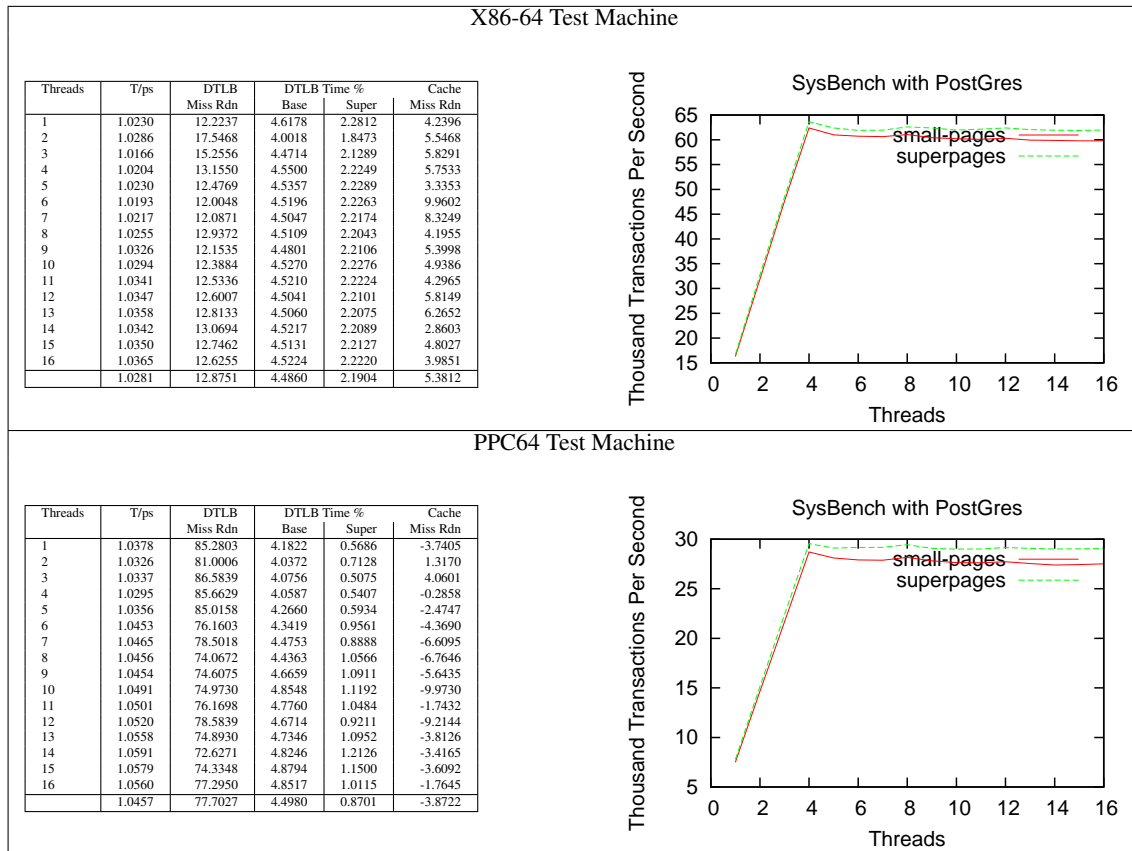 X86-64 Test Machine
Threads T/ps DTLB DTLB Time % Cache
Miss Rdn Base Super Miss Rdn
1 1.0230 12.2237 4.6178 2.2812 4.2396
2 1.0286 17.5468 4.0018 1.8473 5.5468
3 1.0166 15.2556 4.4714 2.1289 5.8291
4 1.0204 13.1550 4.5500 2.2249 5.7533
5 1.0230 12.4769 4.5357 2.2289 3.3353
6 1.0193 12.0048 4.5196 2.2263 9.9602
7 1.0217 12.0871 4.5047 2.2174 8.3249
8 1.0255 12.9372 4.5109 2.2043 4.1955
9 1.0326 12.1535 4.4801 2.2106 5.3998
10 1.0294 12.3884 4.5270 2.2276 4.9386
11 1.0341 12.5336 4.5210 2.2224 4.2965
12 1.0347 12.6007 4.5041 2.2101 5.8149
13 1.0358 12.8133 4.5060 2.2075 6.2652
14 1.0342 13.0694 4.5217 2.2089 2.8603
15 1.0350 12.7462 4.5131 2.2127 4.8027
16 1.0365 12.6255 4.5224 2.2220 3.9851
1.0281 12.8751 4.4860 2.1904 5.3812
SysBench with PostGres
Thousand Transactions Per Second
65
60
55
50
45
40
35
30
25
20
15
small-pages
superpages
0 2 4 6 8 10 12 14 16
Threads
PPC64 Test Machine
Threads T/ps DTLB DTLB Time % Cache
Miss Rdn Base Super Miss Rdn
1 1.0378 85.2803 4.1822 0.5686 -3.7405
2 1.0326 81.0006 4.0372 0.7128 1.3170
3 1.0337 86.5839 4.0756 0.5075 4.0601
4 1.0295 85.6629 4.0587 0.5407 -0.2858
5 1.0356 85.0158 4.2660 0.5934 -2.4747
6 1.0453 76.1603 4.3419 0.9561 -4.3690
7 1.0465 78.5018 4.4753 0.8888 -6.6095
8 1.0456 74.0672 4.4363 1.0566 -6.7646
9 1.0454 74.6075 4.6659 1.0911 -5.6435
10 1.0491 74.9730 4.8548 1.1192 -9.9730
11 1.0501 76.1698 4.7760 1.0484 -1.7432
12 1.0520 78.5839 4.6714 0.9211 -9.2144
13 1.0558 74.8930 4.7346 1.0952 -3.8126
14 1.0591 72.6271 4.8246 1.2126 -3.4165
15 1.0579 74.3348 4.8794 1.1500 -3.6092
16 1.0560 77.2950 4.8517 1.0115 -1.7645
1.0457 77.7027 4.4980 0.8701 -3.8722
SysBench with PostGres
Thousand Transactions Per Second
30
25
20
15
10
5
small-pages
superpages
0 2 4 6 8 10 12 14 16
Threads